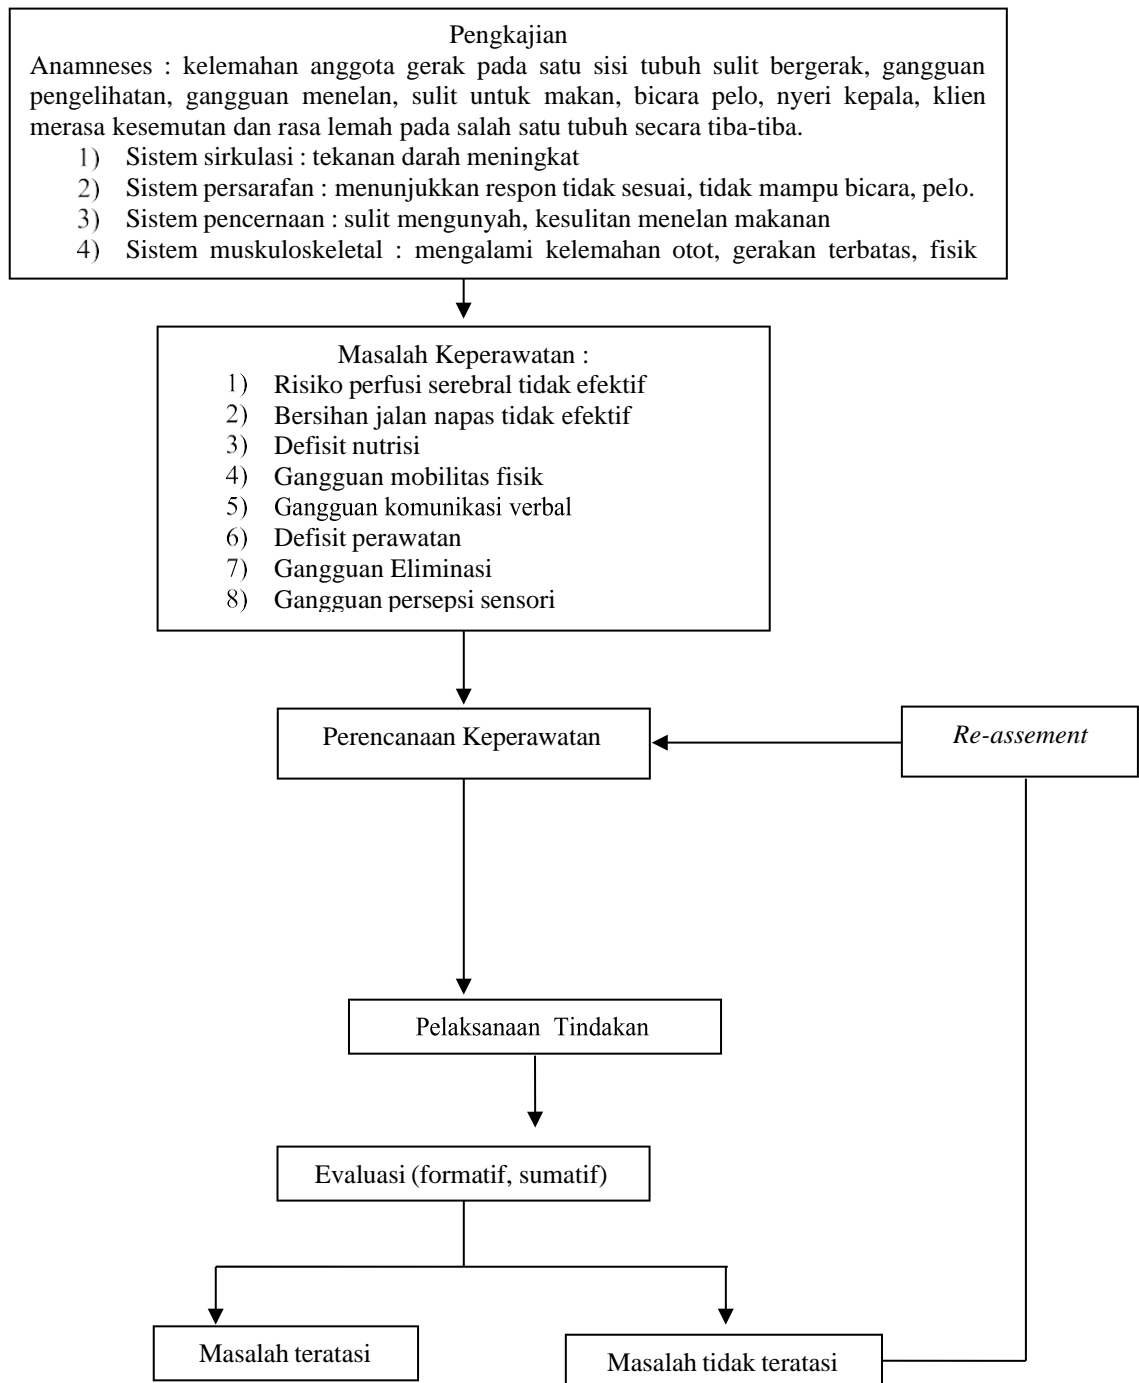 Pengkajian
Anamneses : kelemahan anggota gerak pada satu sisi tubuh sulit bergerak, gangguan
pengelihatan, gangguan menelan, sulit untuk makan, bicara pelo, nyeri kepala, klien
merasa kesemutan dan rasa lemah pada salah satu tubuh secara tiba-tiba.
1) Sistem sirkulasi : tekanan darah meningkat
2) Sistem persarafan : menunjukkan respon tidak sesuai, tidak mampu bicara, pelo.
3) Sistem pencernaan : sulit mengunyah, kesulitan menelan makanan
4) Sistem muskuloskeletal : mengalami kelemahan otot, gerakan terbatas, fisik
Masalah Keperawatan :
1) Risiko perfusi serebral tidak efektif
2) Bersihan jalan napas tidak efektif
3) Defisit nutrisi
4) Gangguan mobilitas fisik
5) Gangguan komunikasi verbal
6) Defisit perawatan
7) Gangguan Eliminasi
8) Gangguan persepsi sensori
Perencanaan Keperawatan
Re-assement
Pelaksanaan Tindakan
Evaluasi (formatif, sumatif)
Masalah teratasi
Masalah tidak teratasi